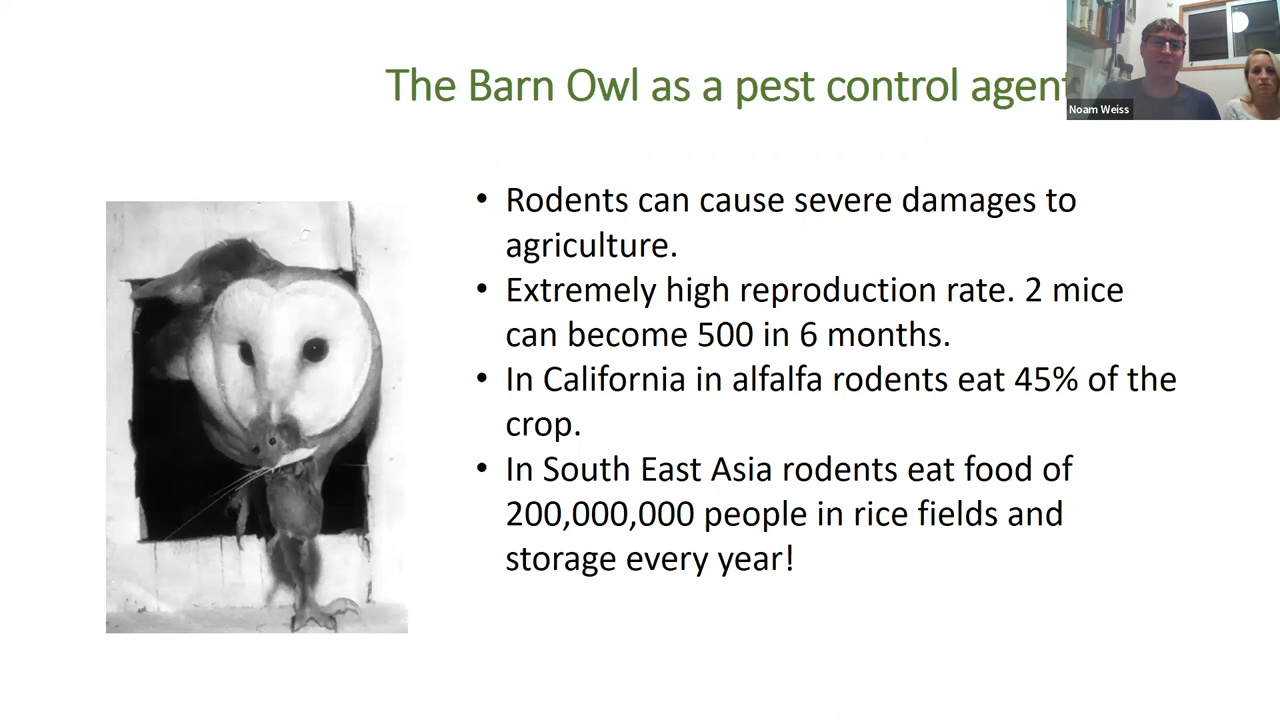 The Barn Owl as a pest control agent
Noam Weiss
• Rodents can cause severe damages to
agriculture.
• Extremely high reproduction rate. 2 mice
can become 500 in 6 months.
• In California in alfalfa rodents eat 45% of the
crop.
• In South East Asia rodents eat food of
200,000,000 people in rice fields and
storage every year!